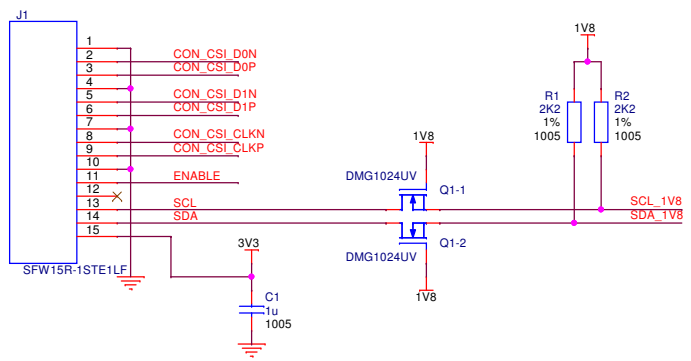 J1
1
2
3
4
5
6
7
8
9
10
11
12
13
14
15
CON_CSI_D0N
CON_CSI_D0P
CON_CSI_D1N
CON_CSI_D1P
CON_CSI_CLKN
CON_CSI_CLKP
ENABLE
SCL
SDA
SFW15R-1STE1LF
3V3
C1
1u
1005
1V8
DMG1024UV
Q1-1
Q1-2
DMG1024UV
1V8
1V8
R1
2K2
1%
1005
R2
2K2
1%
1005
SCL_1V8
SDA_1V8